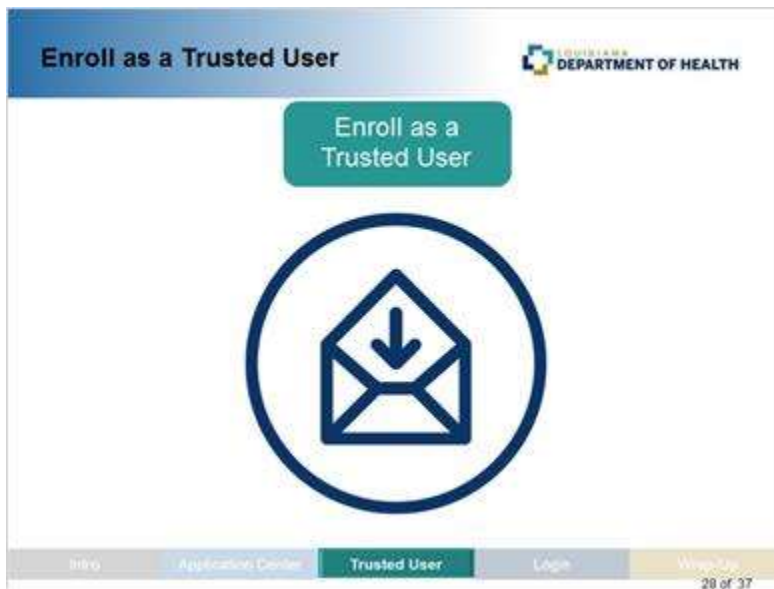 Enroll as a Trusted User
LOUISIANA
DEPARTMENT OF HEALTH
Enroll as a
Trusted User
Intro
Application Center
Trusted User
Login
Wrap-Up
28 of 37